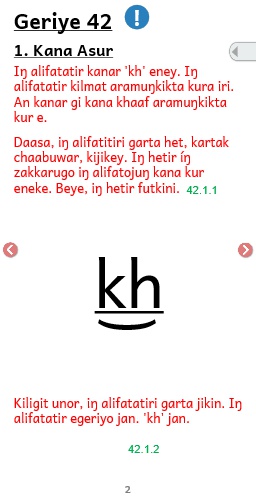 Geriye 42
1. Kana Asur
Iŋ alifatatir kanar 'kh' eney. Iŋ
alifatatir kilmat aramuŋkikta kura iri.
An kanar gi kana khaaf aramuŋkikta
kur e.
Daasa, iŋ alifatitiri garta het, kartak
chaabuwar, kijikey. Iŋ hetir íŋ
zakkarugo iŋ alifatojuŋ kana kur
eneke. Beye, iŋ hetir futkini. 42.1.1
kh
Kiligit unor, iŋ alifatatiri garta jikin. Iŋ
alifatatir egeriyo jan. 'kh' jan.
42.1.2
2